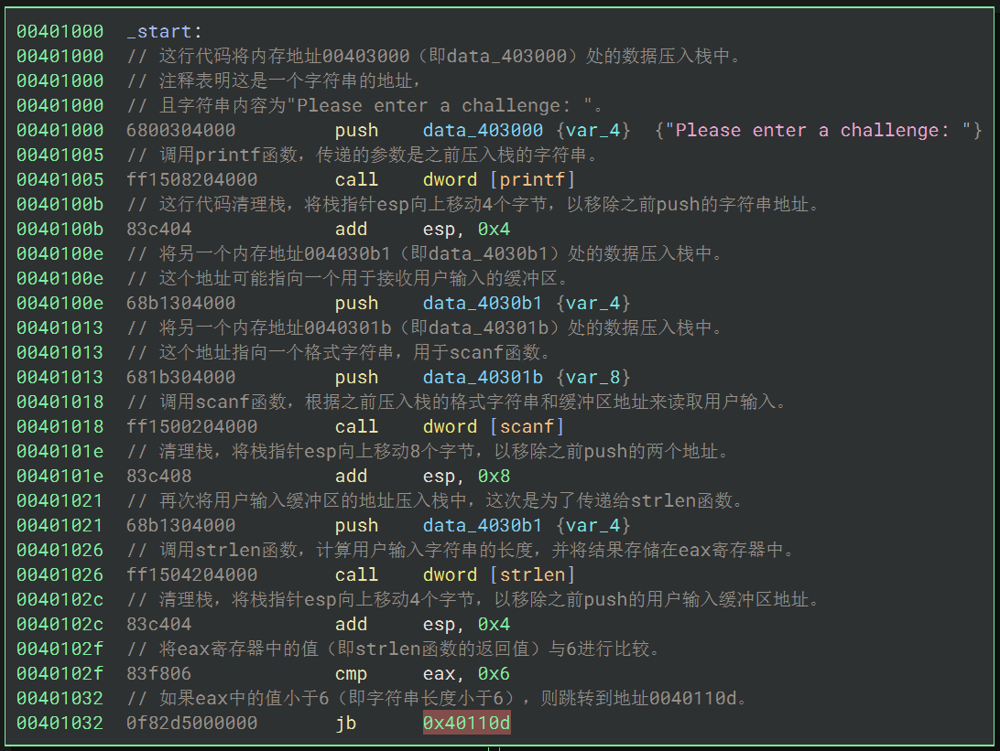 00401000 _start:
00401000 // 这行代码将内存地址00403000（即data_403000）处的数据压入栈中。
00401000 // 注释表明这是一个字符串的地址，
00401000 // 且字符串内容为"Please enter a challenge: "。
00401000 6800304000 push data_403000 {var_4} {"Please enter a challenge: "}
00401005 // 调用printf函数，传递的参数是之前压入栈的字符串。
00401005 ff1508204000 call dword [printf]
0040100b // 这行代码清理栈，将栈指针esp向上移动4个字节，以移除之前push的字符串地址。
0040100b 83c404 add esp, 0x4
0040100e // 将另一个内存地址004030b1（即data_4030b1）处的数据压入栈中。
0040100e // 这个地址可能指向一个用于接收用户输入的缓冲区。
0040100e 68b1304000 push data_4030b1 {var_4}
00401013 // 将另一个内存地址0040301b（即data_40301b）处的数据压入栈中。
00401013 // 这个地址指向一个格式字符串，用于scanf函数。
00401013 681b304000 push data_40301b {var_8}
00401018 // 调用scanf函数，根据之前压入栈的格式字符串和缓冲区地址来读取用户输入。
00401018 ff1500204000 call dword [scanf]
0040101e // 清理栈，将栈指针esp向上移动8个字节，以移除之前push的两个地址。
0040101e 83c408 add esp, 0x8
00401021 // 再次将用户输入缓冲区的地址压入栈中，这次是为了传递给strlen函数。
00401021 68b1304000 push data_4030b1 {var_4}
00401026 // 调用strlen函数，计算用户输入字符串的长度，并将结果存储在eax寄存器中。
00401026 ff1504204000 call dword [strlen]
0040102c // 清理栈，将栈指针esp向上移动4个字节，以移除之前push的用户输入缓冲区地址。
0040102c 83c404 add esp, 0x4
0040102f // 将eax寄存器中的值（即strlen函数的返回值）与6进行比较。
0040102f 83f806 cmp eax, 0x6
00401032 // 如果eax中的值小于6（即字符串长度小于6），则跳转到地址0040110d。
00401032 0f82d5000000 jb 0x40110d